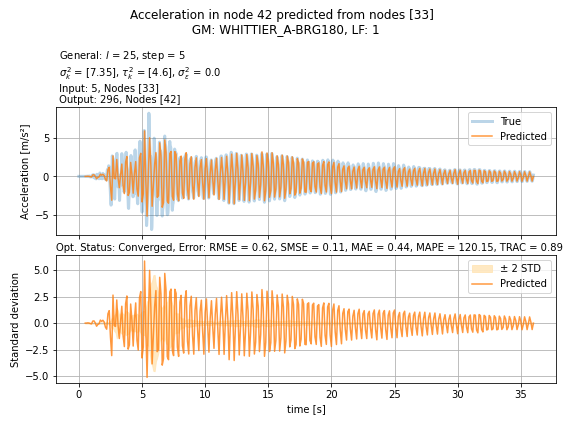 Acceleration in node 42 predicted from nodes [33]
GM: WHITTIER_A-BRG180, LF: 1
General: l = 25, step = 5
σ²ₖ = [7.35], τ²ₖ = [4.6], σ²ₑ = 0.0
Input: 5, Nodes [33]
Output: 296, Nodes [42]
True
Predicted
Acceleration [m/s²]
5
0
−5
Opt. Status: Converged, Error: RMSE = 0.62, SMSE = 0.11, MAE = 0.44, MAPE = 120.15, TRAC = 0.89
± 2 STD
Predicted
Standard deviation
5.0
2.5
0.0
−2.5
−5.0
0 5 10 15 20 25 30 35
time [s]